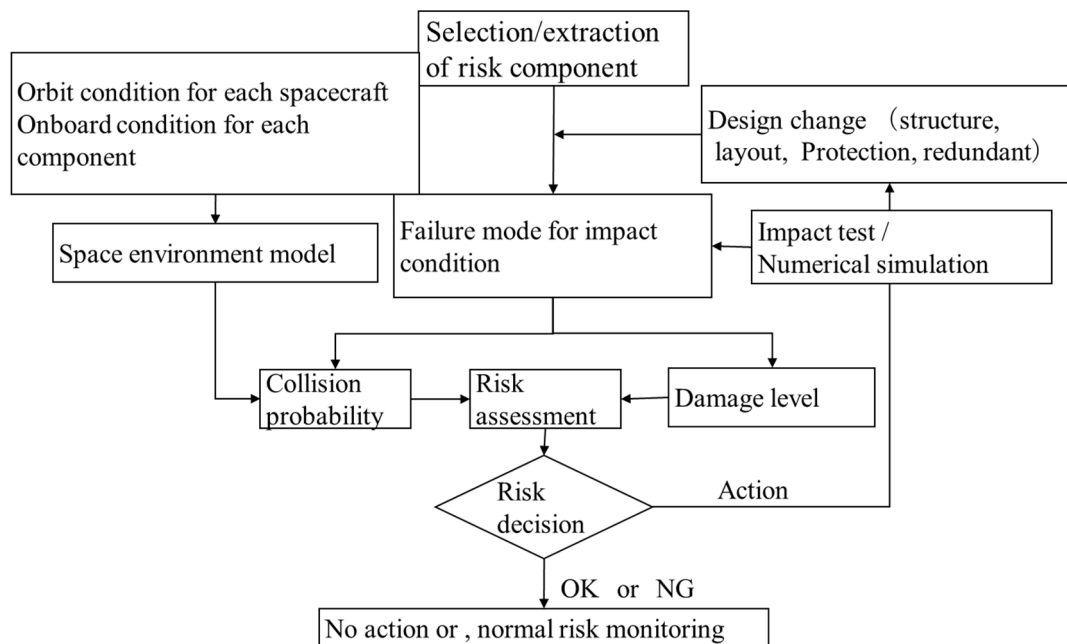 Selection/extraction
of risk component
Orbit condition for each spacecraft
Onboard condition for each
component
Design change （structure,
layout, Protection, redundant）
Space environment model
Failure mode for impact
condition
Impact test /
Numerical simulation
Collision
probability
Risk
assessment
Damage level
Risk
decision
Action
OK or NG
No action or , normal risk monitoring